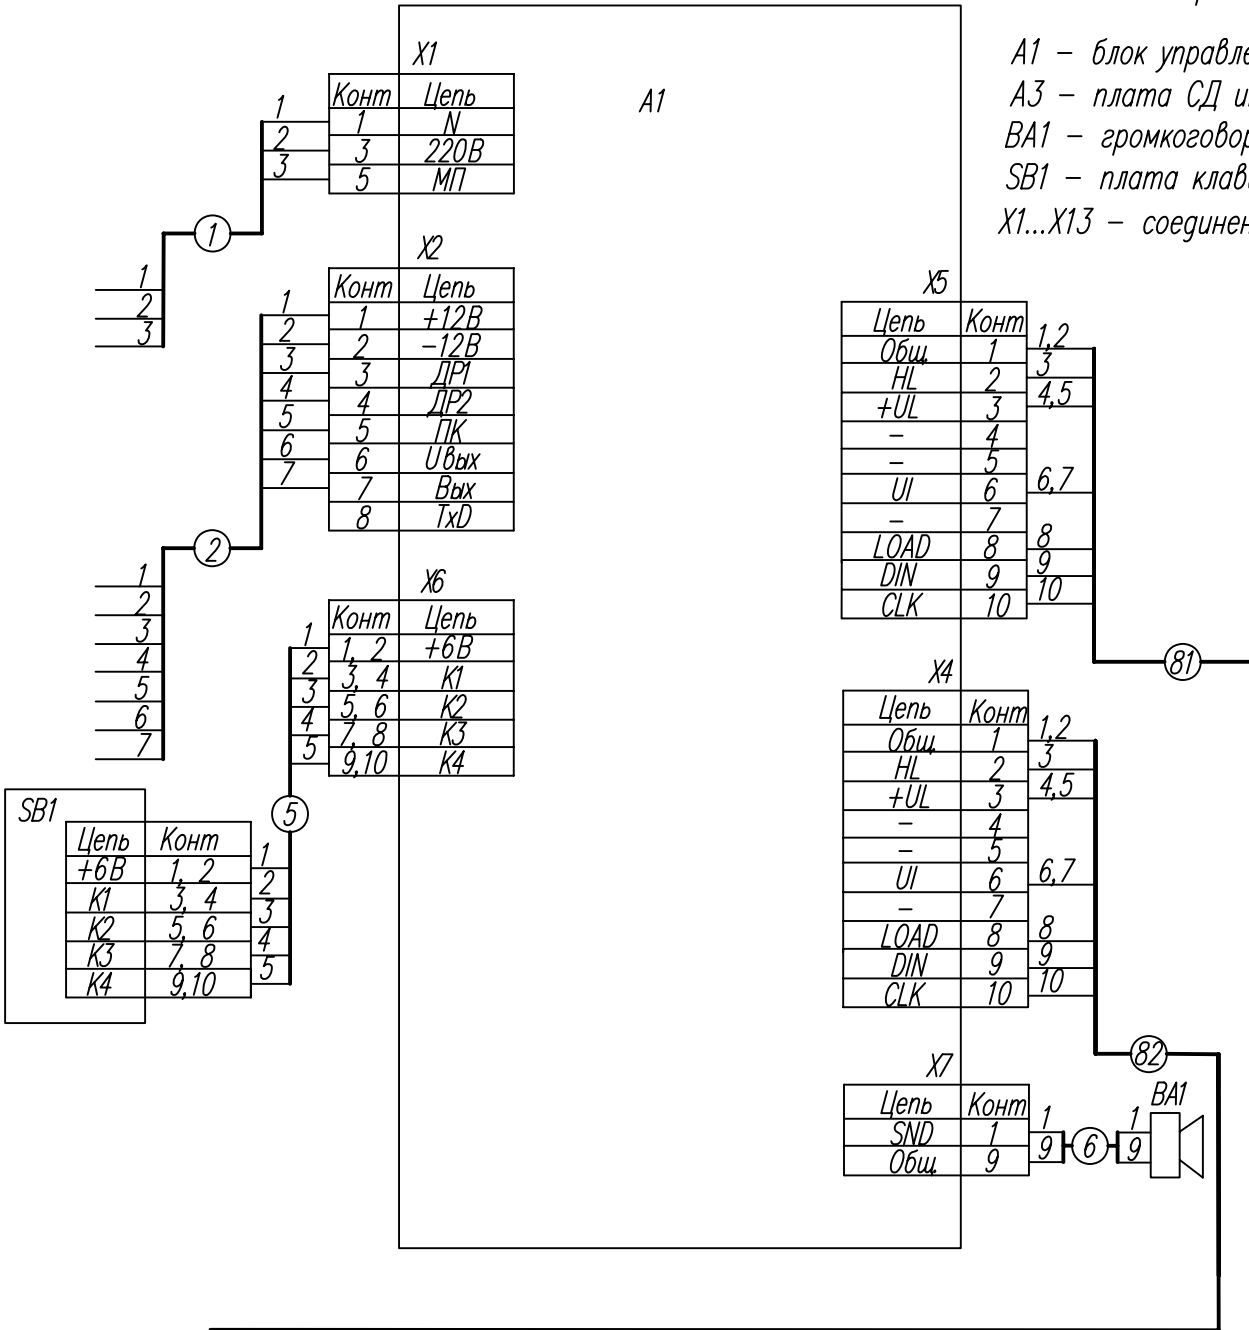 А1 – блок
А3 – плата СД
ВА1 –
SB1 – плата
X1...X13 –
А1
X1
Конт Цепь
1 1 N
2 3 220В
3 5 МП
1
1
2
3
X2
Конт Цепь
1 1 +12В
2 2 –12В
3 3 ДР1
4 4 ДР2
5 5 ПК
6 6 Uвых
7 7 Вых
8 TxD
2
1
2
3
4
5
6
7
X6
Конт Цепь
1 1, 2 +6В
2 3, 4 К1
3 5, 6 К2
4 7, 8 К3
5 9,10 К4
5
SB1
Цепь Конт
+6В 1, 2 1
К1 3, 4 2
К2 5, 6 3
К3 7, 8 4
К4 9,10 5
X5
Цепь Конт
Общ. 1 1,2
HL 2 3
+UL 3 4,5
– 4
– 5
UI 6 6,7
– 7
LOAD 8 8
DIN 9 9
CLK 10 10
81
X4
Цепь Конт
Общ. 1 1,2
HL 2 3
+UL 3 4,5
– 4
– 5
UI 6 6,7
– 7
LOAD 8 8
DIN 9 9
CLK 10 10
82
X7
Цепь Конт
SND 1 1
Общ. 9 9
6
1
9
ВА1